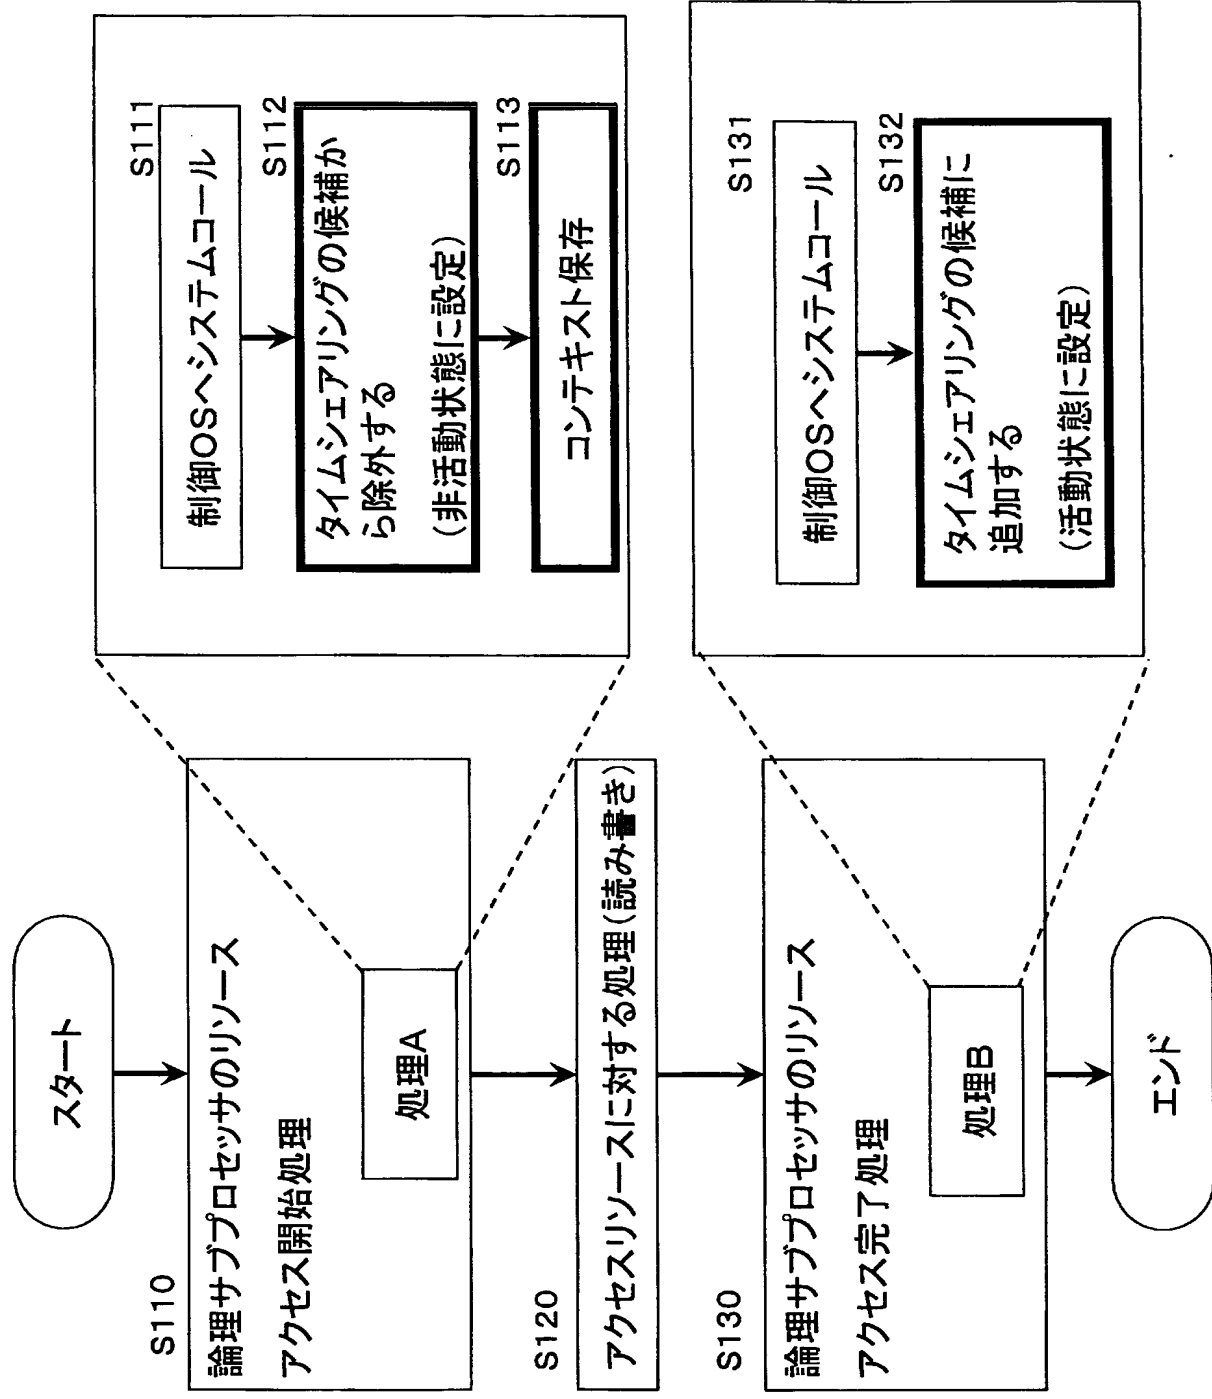 スタート
S110
論理サブプロセッサのリソース
アクセス開始処理
処理A
S120
アクセスリソースに対する処理(読み書き)
S130
論理サブプロセッサのリソース
アクセス完了処理
処理B
エンド
S111
制御OSへシステムコール
S112
タイムシェアリングの候補か
ら除外する
(非活動状態に設定)
S113
コンテキスト保存
S131
制御OSへシステムコール
S132
タイムシェアリングの候補に
追加する
(活動状態に設定)